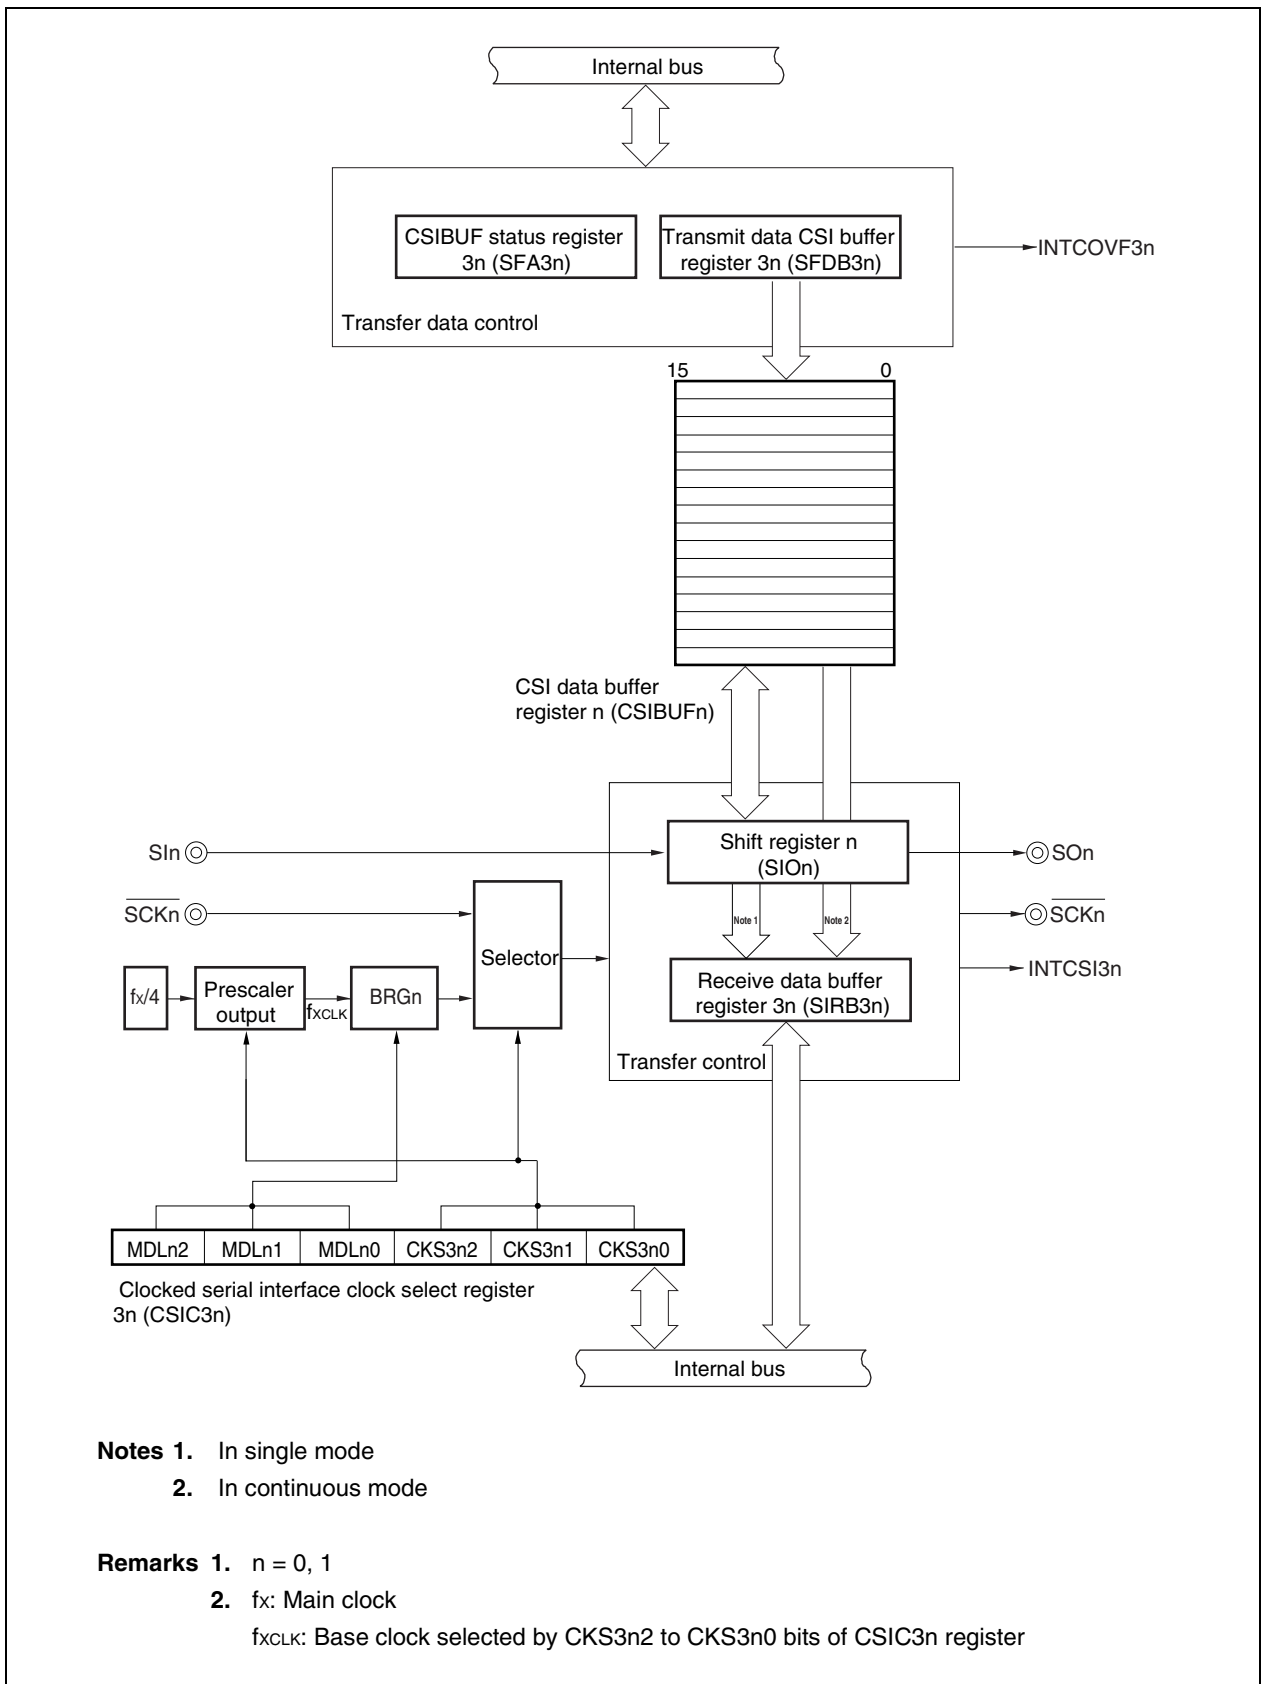 Internal bus
CSIBUF status register
3n (SFA3n)
Transmit data CSI buffer
register 3n (SFDB3n)
INTCOVF3n
Transfer data control
15
0
CSI data buffer
register n (CSIBUFn)
SIn
Shift register n
(SIOn)
SOn
SCKn
SCKn
Note 1
Note 2
Selector
INTCSI3n
fX/4
Prescaler
output
fXCLK
BRGn
Receive data buffer
register 3n (SIRB3n)
Transfer control
MDLn2
MDLn1
MDLn0
CKS3n2
CKS3n1
CKS3n0
Clocked serial interface clock select register
3n (CSIC3n)
Internal bus
Notes 1. In single mode
2. In continuous mode
Remarks 1. n = 0, 1
2. fX: Main clock
fXCLK: Base clock selected by CKS3n2 to CKS3n0 bits of CSIC3n register